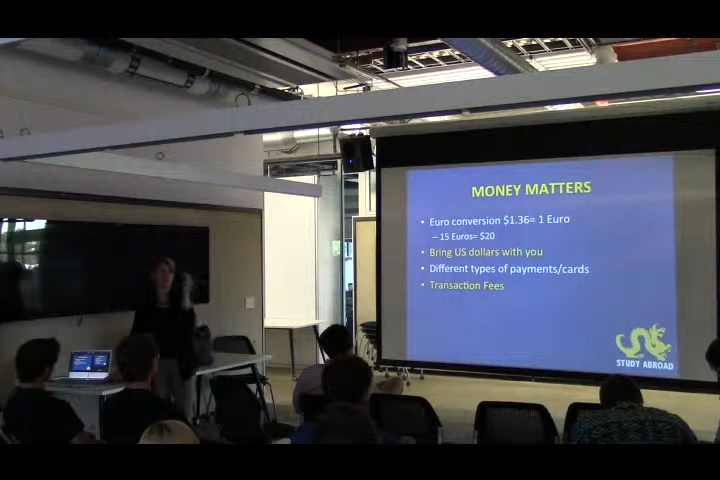 MONEY MATTERS
• Euro conversion $1.36= 1 Euro
– 15 Euros= $20
• Bring US dollars with you
• Different types of payments/cards
• Transaction Fees
STUDY ABROAD